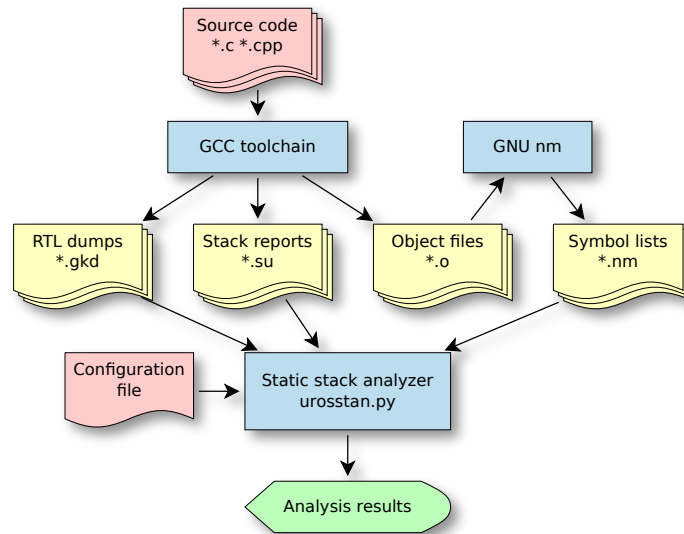 Source code
*.c *.cpp
GCC toolchain
GNU nm
RTL dumps
*.gkd
Stack reports
*.su
Object files
*.o
Symbol lists
*.nm
Configuration
file
Static stack analyzer
urosstan.py
Analysis results